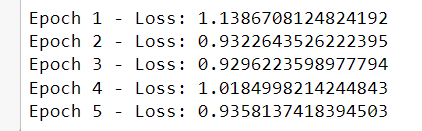 Epoch 1 - Loss: 1.1386708124824192
Epoch 2 - Loss: 0.9322643526222395
Epoch 3 - Loss: 0.9296223598977794
Epoch 4 - Loss: 1.0184998214244843
Epoch 5 - Loss: 0.9358137418394503